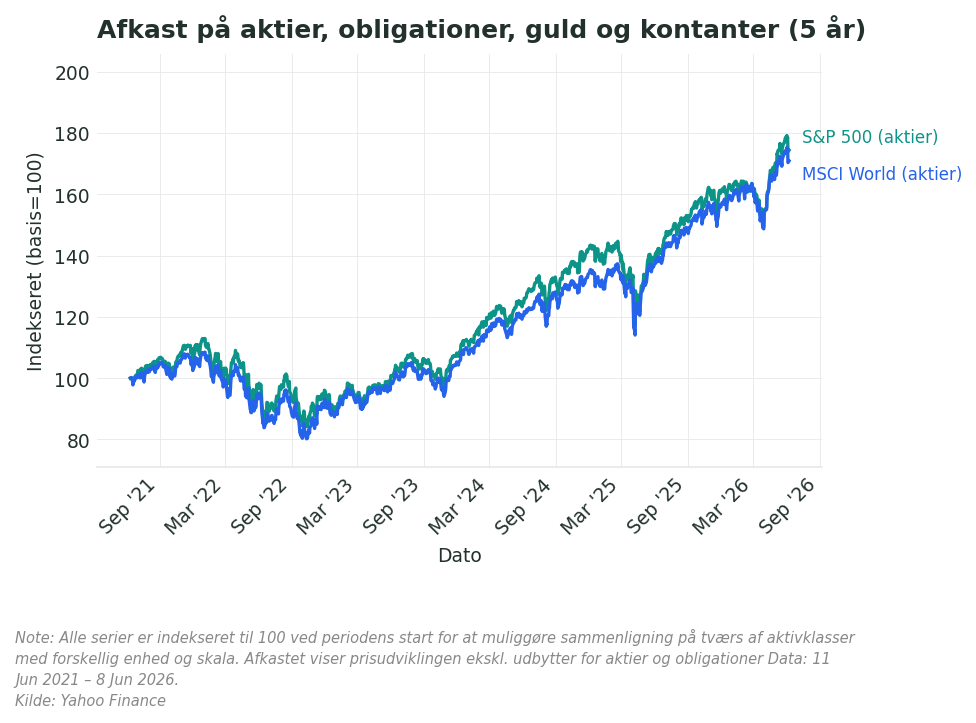 Afkast på aktier, obligationer, guld og kontanter (5 år)
Indekseret (basis=100)
200
180
160
140
120
100
80
S&P 500 (aktier)
MSCI World (aktier)
Sep '21
Mar '22
Sep '22
Mar '23
Sep '23
Mar '24
Sep '24
Mar '25
Sep '25
Mar '26
Sep '26
Dato
Note: Alle serier er indekseret til 100 ved periodens start for at muliggøre sammenligning på tværs af aktivklasser
med forskellig enhed og skala. Afkastet viser prisudviklingen ekskl. udbytter for aktier og obligationer Data: 11
Jun 2021 – 8 Jun 2026.
Kilde: Yahoo Finance